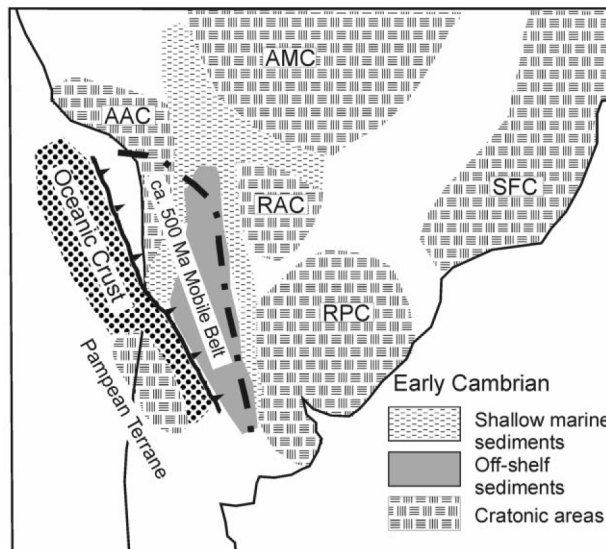 AMC
AAC
SFC
RAC
ca. 500 Ma Mobile Belt
Oceanic Crust
RPC
Pampean Terrane
Early Cambrian
Shallow marine
sediments
Off-shelf
sediments
Cratonic areas